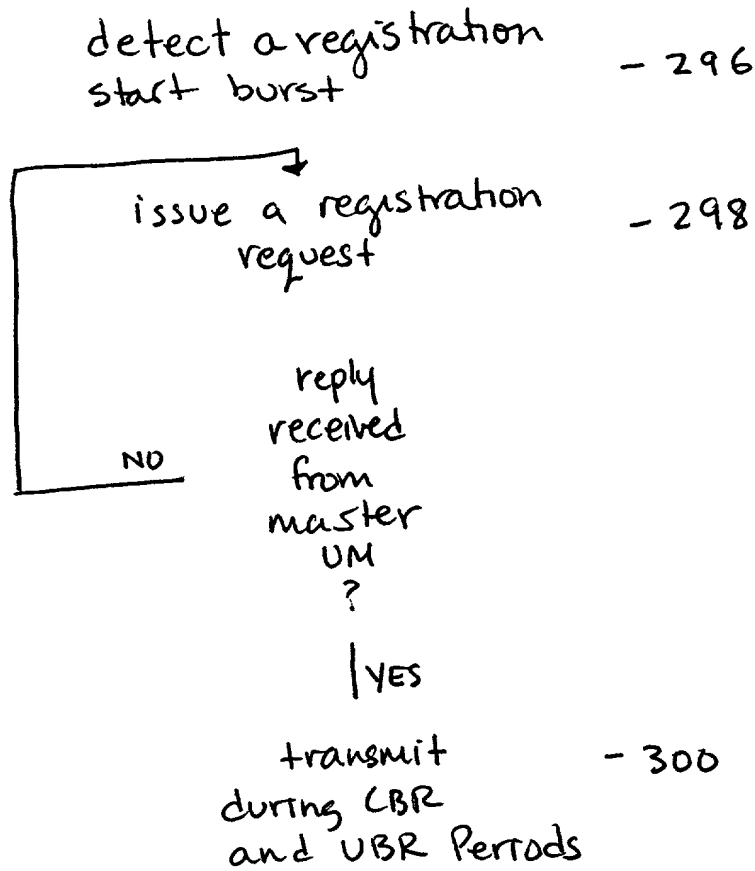 detect a registration
start burst - 296
issue a registration - 298
request
reply
received
NO from
master
UM
?
YES
transmit - 300
during CBR
and UBR Periods